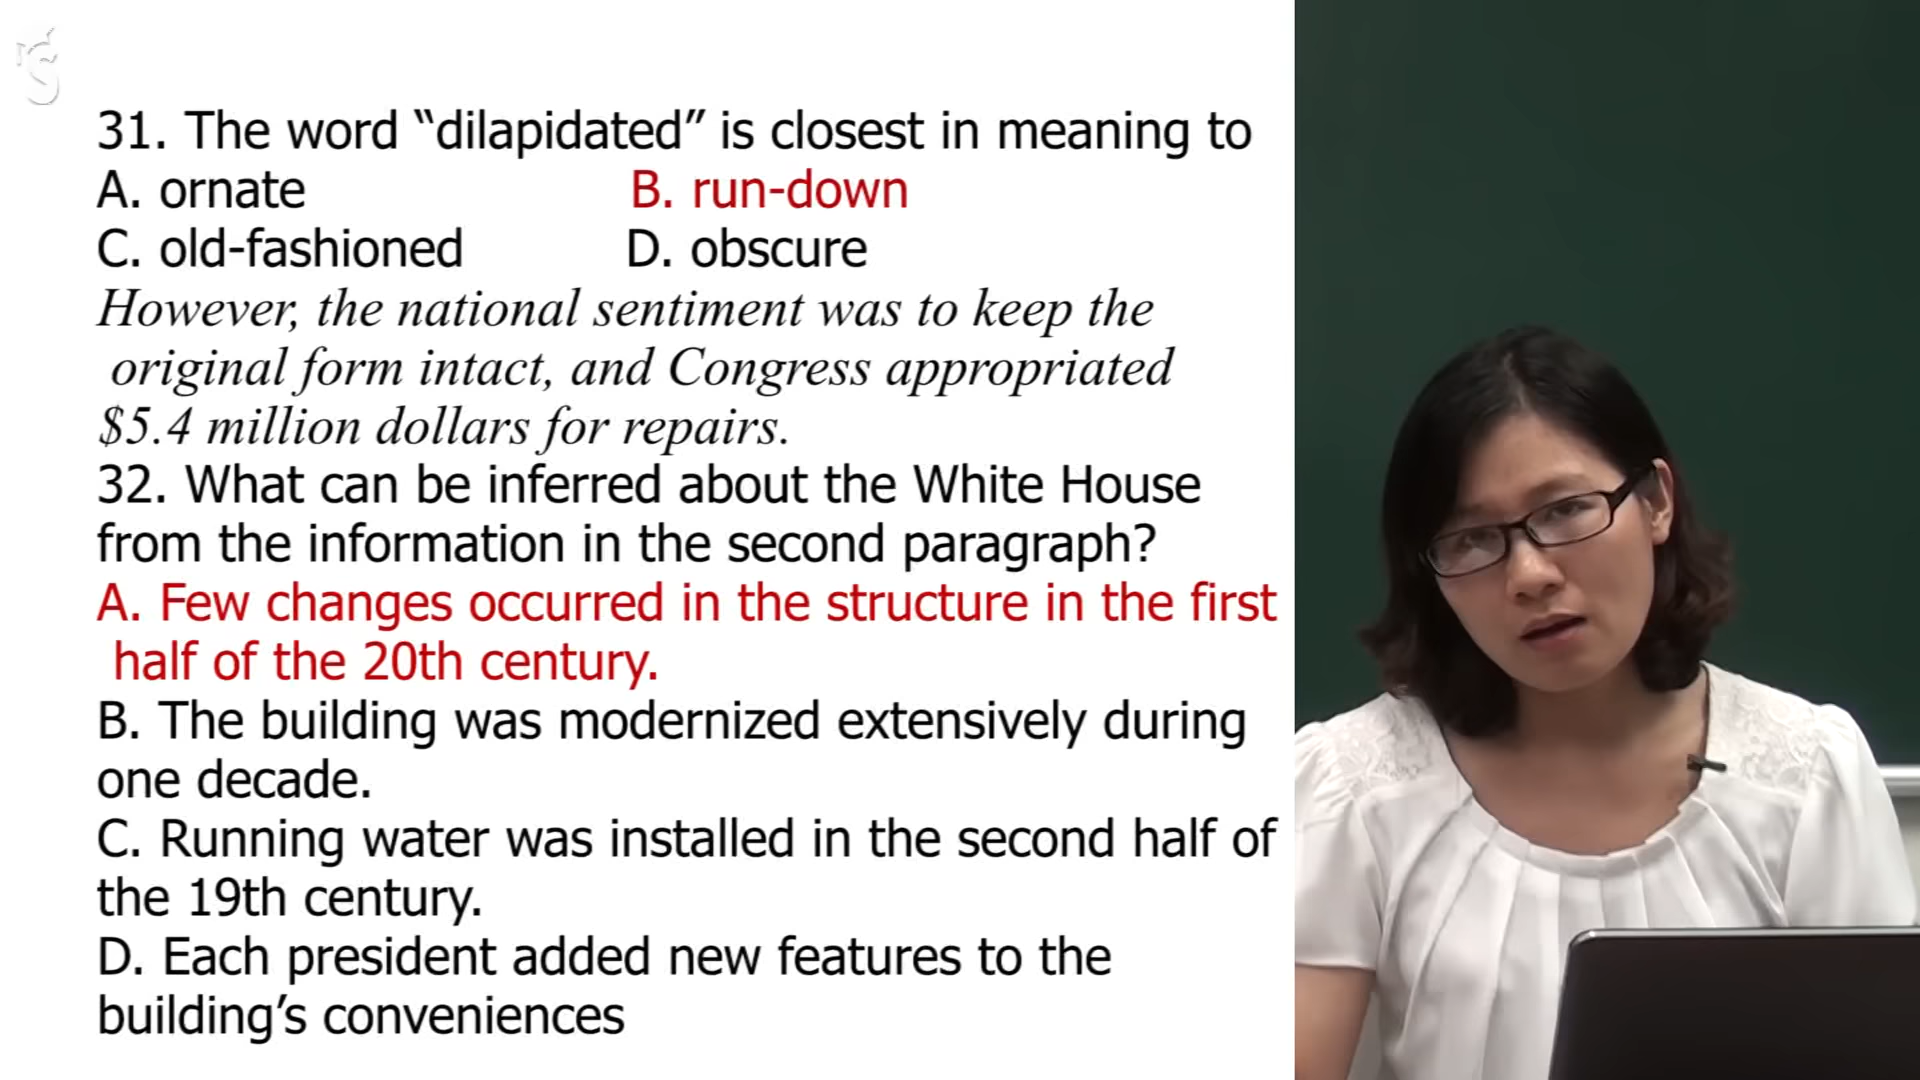 31. The word “dilapidated” is closest in meaning to
A. ornate B. run-down
C. old-fashioned D. obscure
However, the national sentiment was to keep the
original form intact, and Congress appropriated
$5.4 million dollars for repairs.
32. What can be inferred about the White House
from the information in the second paragraph?
A. Few changes occurred in the structure in the first
half of the 20th century.
B. The building was modernized extensively during
one decade.
C. Running water was installed in the second half of
the 19th century.
D. Each president added new features to the
building’s conveniences